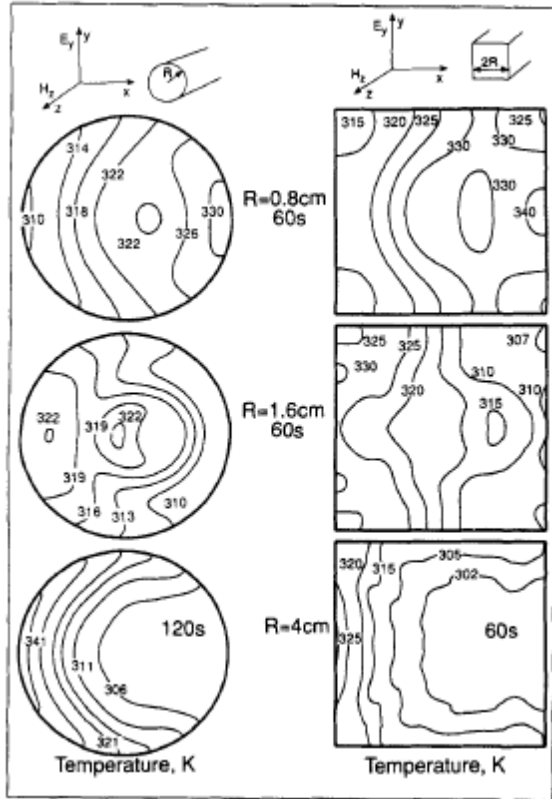 Ey y
x
Hz z
R
Ey y
x
Hz z
2R
314
322
310
318
322
326
330
R=0.8cm
60s
315
320
325
325
330
330
330
340
322
319
322
319
316
313
310
R=1.6cm
60s
325
330
325
320
307
310
310
315
341
311
306
321
120s
R=4cm
320
315
325
305
302
60s
Temperature, K
Temperature, K